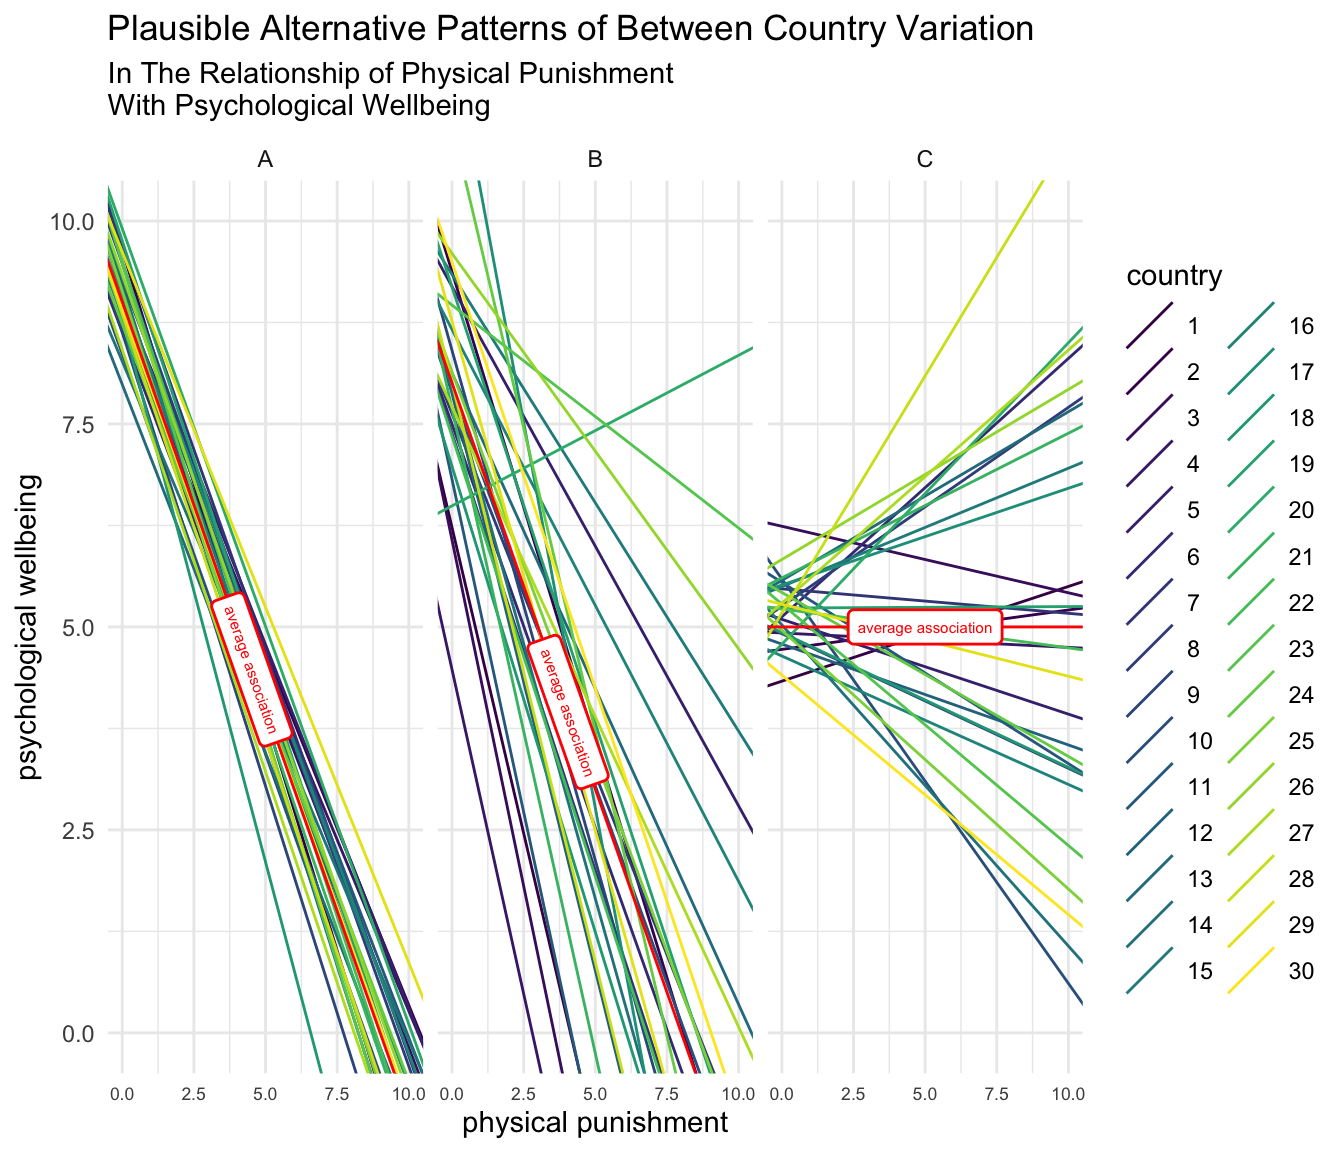 Plausible Alternative Patterns of Between Country Variation
In The Relationship of Physical Punishment
With Psychological Wellbeing
A
B
C
psychological wellbeing
10.0
7.5
5.0
2.5
0.0
average association
average association
average association
0.0 2.5 5.0 7.5 10.0
0.0 2.5 5.0 7.5 10.0
0.0 2.5 5.0 7.5 10.0
physical punishment
country
1
2
3
4
5
6
7
8
9
10
11
12
13
14
15
16
17
18
19
20
21
22
23
24
25
26
27
28
29
30